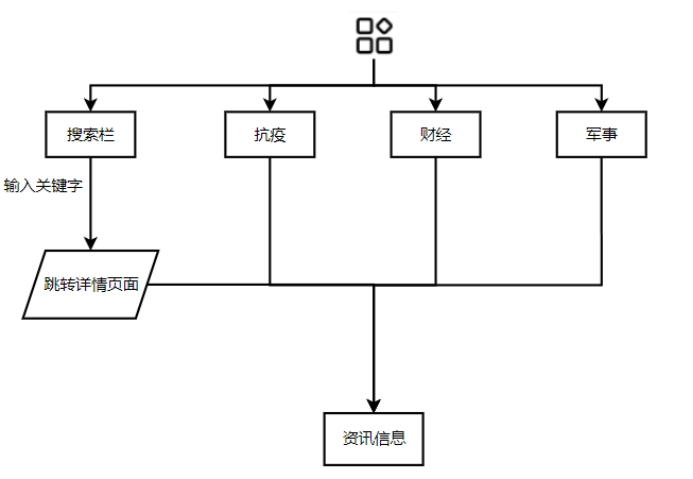 搜索栏
抗疫
财经
军事
输入关键字
跳转详情页面
资讯信息